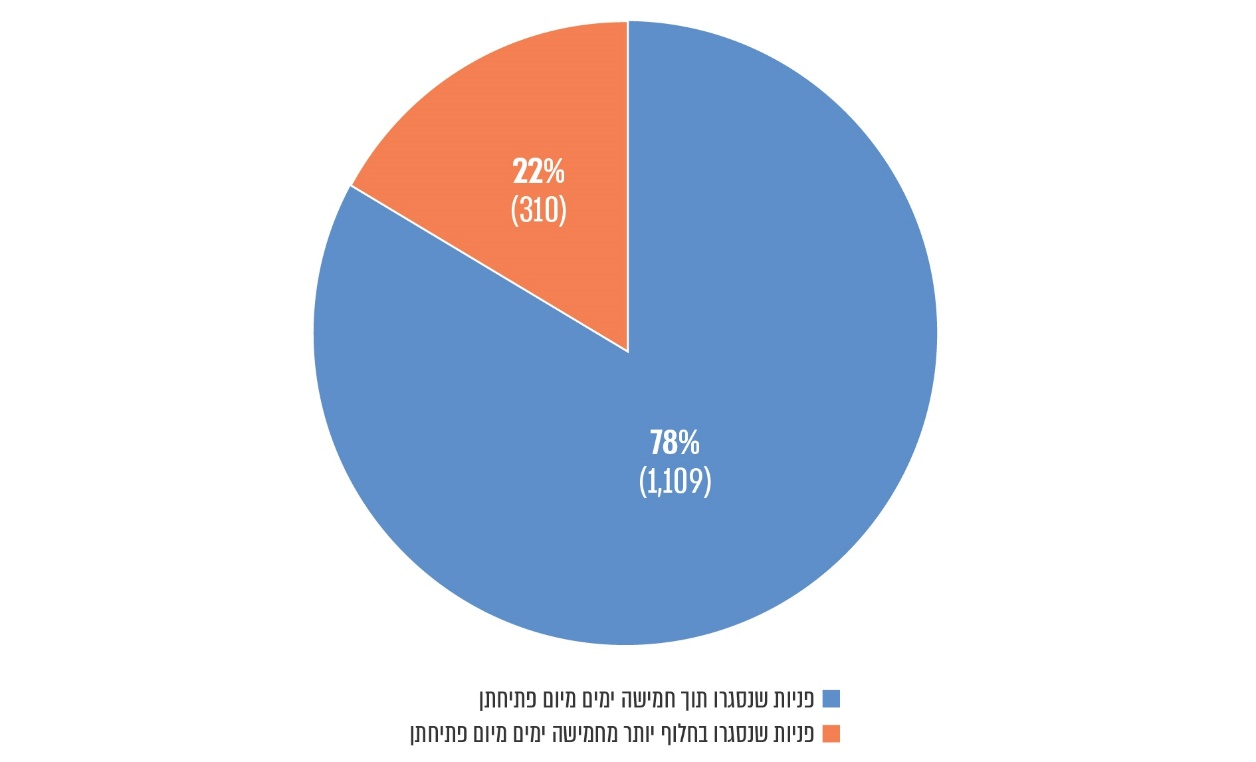 22%
(310)
78%
(1,109)
פניות שנסגרו תוך חמישה ימים מיום פתיחתן
פניות שנסגרו בחלוף יותר מחמישה ימים מיום פתיחתן